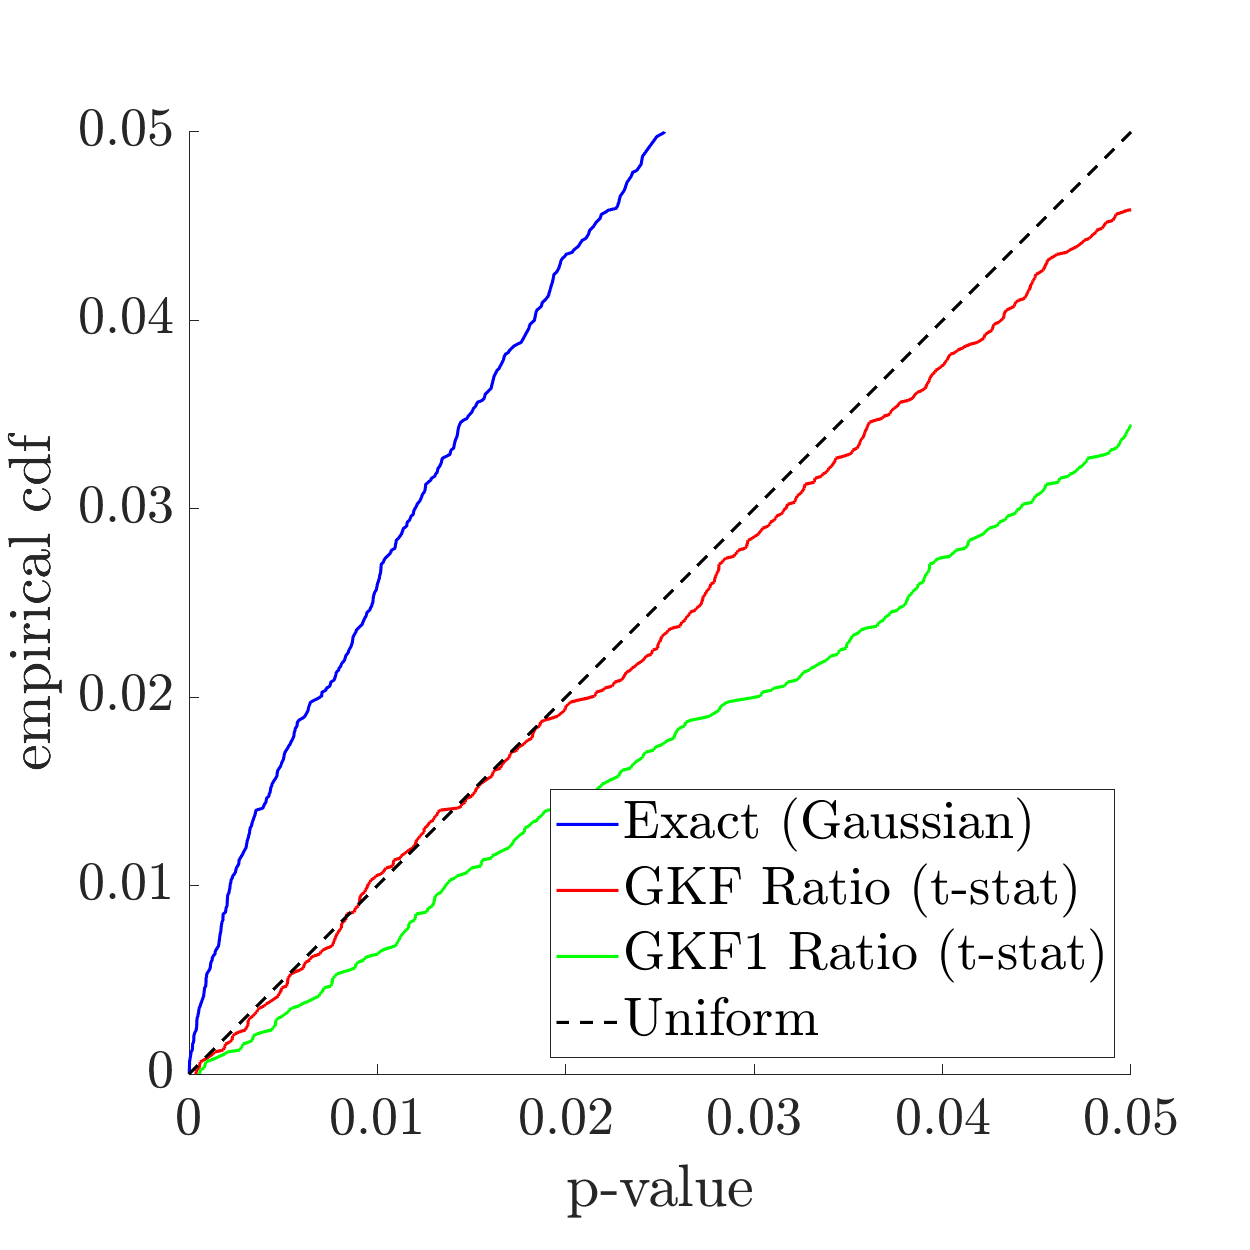 0.05
0.04
0.03
0.02
0.01
0
empirical cdf
Exact (Gaussian)
GKF Ratio (t-stat)
GKF1 Ratio (t-stat)
Uniform
0 0.01 0.02 0.03 0.04 0.05
p-value